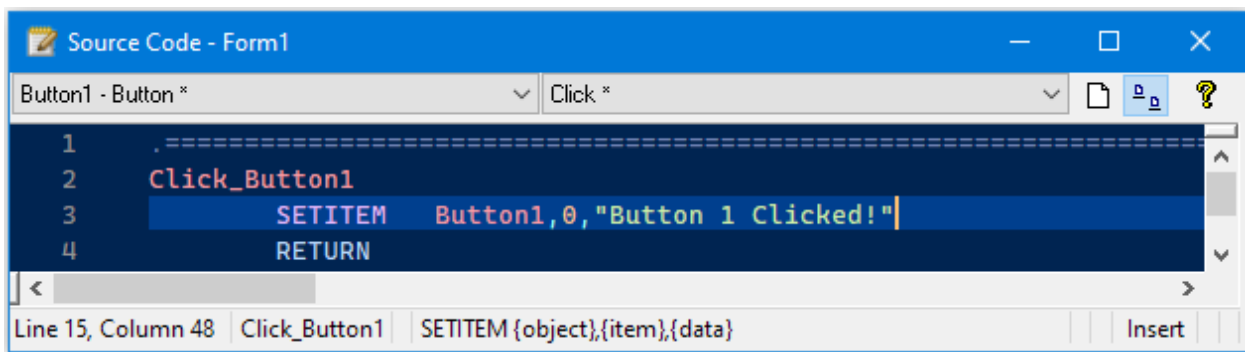 Source Code - Form1
Button1 - Button * Click *
1 .==================================================================
2 Click_Button1
3 SETITEM Button1,0,"Button 1 Clicked!"
4 RETURN
Line 15, Column 48 Click_Button1 SETITEM {object},{item},{data} Insert